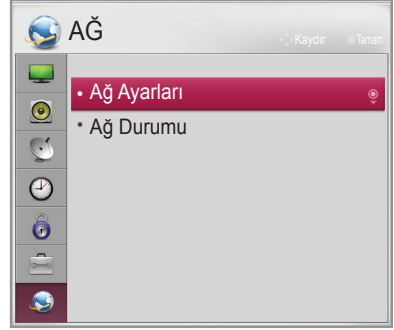 AĞ
Kaydır Tamam
• Ağ Ayarları
• Ağ Durumu